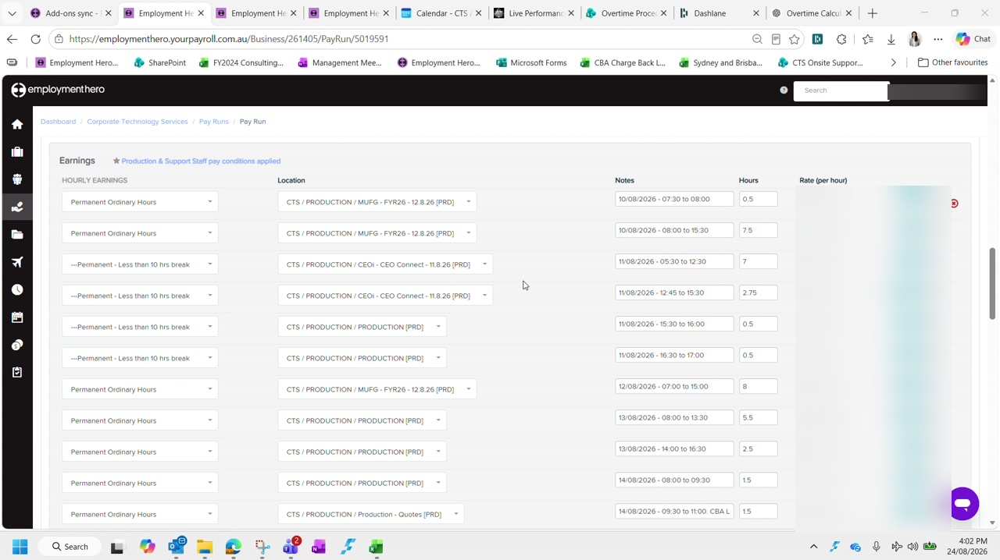 Add-ons sync - E
Employment He
Employment H
Employment He
Calendar - CTS A
Live Performanc
Overtime Proce
Dashlane
Overtime Calcu
https://employmenthero.yourpayroll.com.au/Business/261405/PayRun/5019591
Chat
Employment Hero...
SharePoint
FY2024 Consulting...
Management Mee...
Employment Hero...
Microsoft Forms
CBA Charge Back L...
Sydney and Brisba...
CTS Onsite Suppor...
Other favourites
employmenthero
?
Search
Dashboard / Corporate Technology Services / Pay Runs / Pay Run
Earnings ★ Production & Support Staff pay conditions applied
HOURLY EARNINGS Location Notes Hours Rate (per hour)
Permanent Ordinary Hours CTS / PRODUCTION / MUFG - FYR26 - 12.8.26 [PRD] 10/08/2026 - 07:30 to 08:00 0.5
Permanent Ordinary Hours CTS / PRODUCTION / MUFG - FYR26 - 12.8.26 [PRD] 10/08/2026 - 08:00 to 15:30 7.5
---Permanent - Less than 10 hrs break CTS / PRODUCTION / CEOi - CEO Connect - 11.8.26 [PRD] 11/08/2026 - 05:30 to 12:30 7
---Permanent - Less than 10 hrs break CTS / PRODUCTION / CEOi - CEO Connect - 11.8.26 [PRD] 11/08/2026 - 12:45 to 15:30 2.75
---Permanent - Less than 10 hrs break CTS / PRODUCTION / PRODUCTION [PRD] 11/08/2026 - 15:30 to 16:00 0.5
---Permanent - Less than 10 hrs break CTS / PRODUCTION / PRODUCTION [PRD] 11/08/2026 - 16:30 to 17:00 0.5
Permanent Ordinary Hours CTS / PRODUCTION / MUFG - FYR26 - 12.8.26 [PRD] 12/08/2026 - 07:00 to 15:00 8
Permanent Ordinary Hours CTS / PRODUCTION / PRODUCTION [PRD] 13/08/2026 - 08:00 to 13:30 5.5
Permanent Ordinary Hours CTS / PRODUCTION / PRODUCTION [PRD] 13/08/2026 - 14:00 to 16:30 2.5
Permanent Ordinary Hours CTS / PRODUCTION / PRODUCTION [PRD] 14/08/2026 - 08:00 to 09:30 1.5
Permanent Ordinary Hours CTS / PRODUCTION / Production - Quotes [PRD] 14/08/2026 - 09:30 to 11:00. CBA L 1.5
Search
2
4:02 PM
24/08/2026